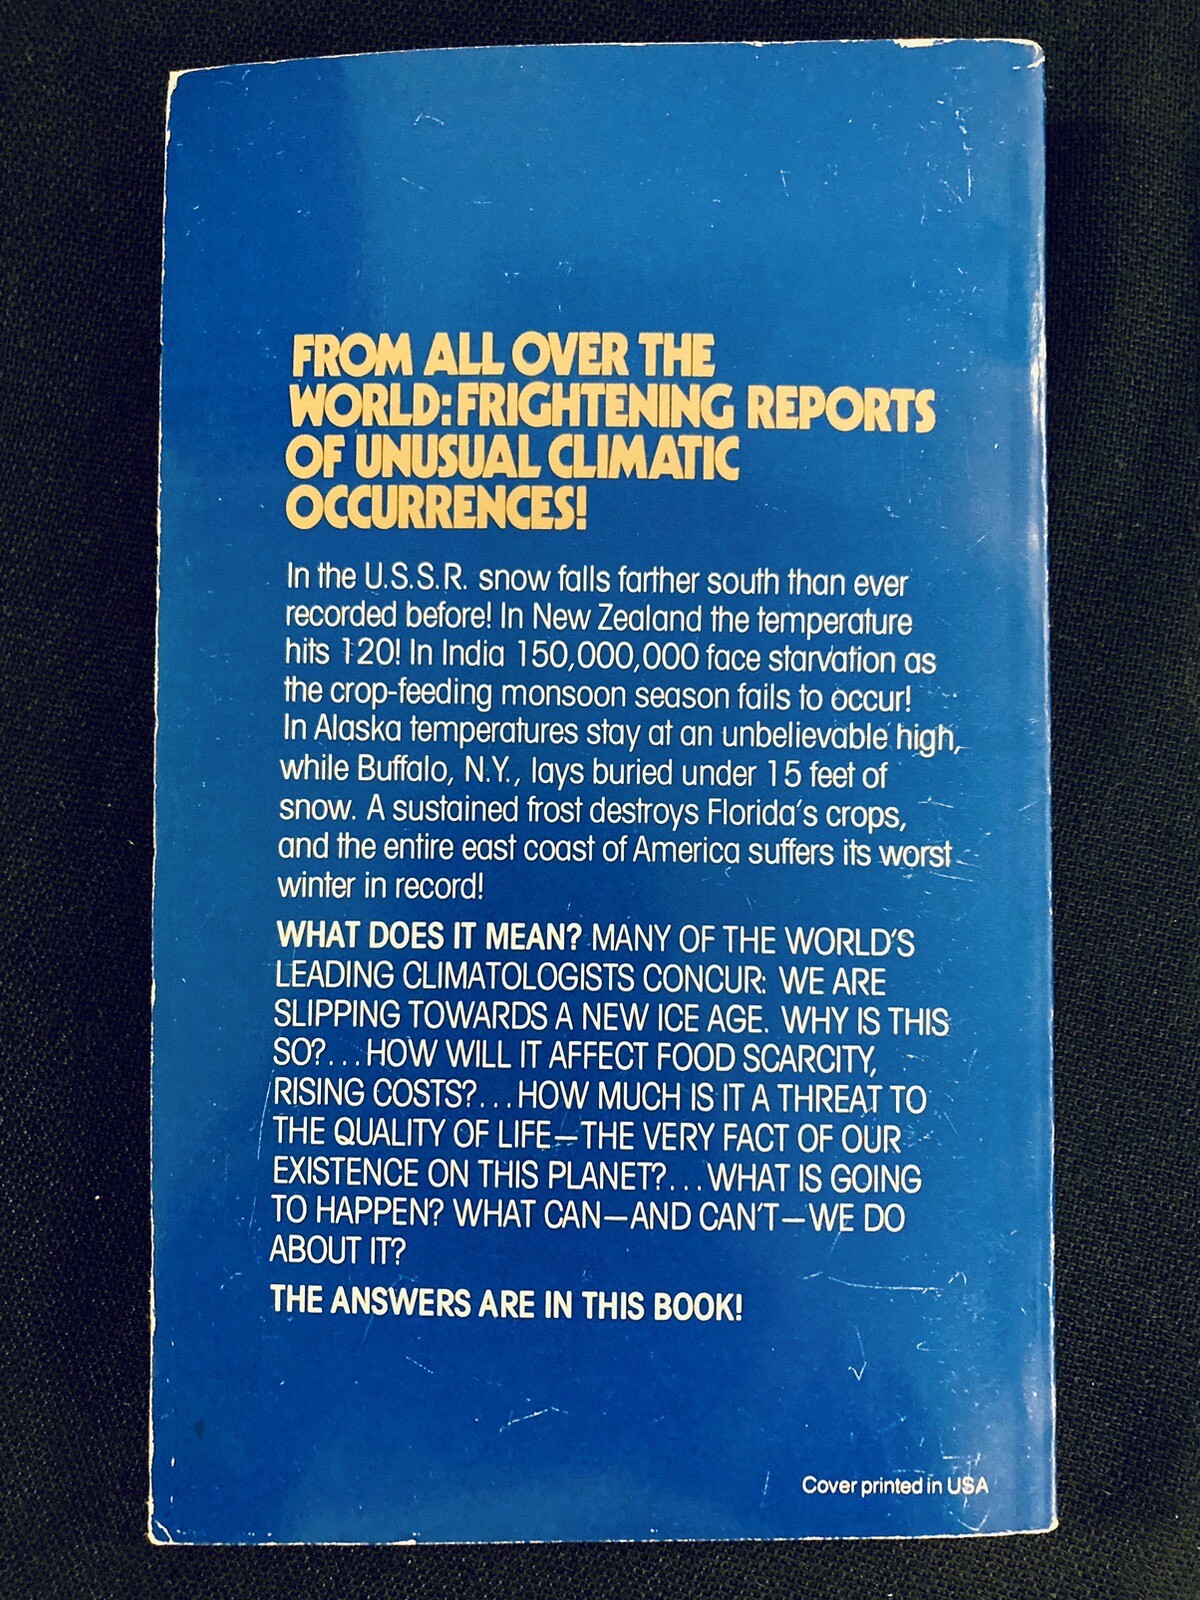 FROM ALL OVER THE
WORLD: FRIGHTENING REPORTS
OF UNUSUAL CLIMATIC
OCCURRENCES!
In the U.S.S.R. snow falls farther south than ever
recorded before! In New Zealand the temperature
hits 120! In India 150,000,000 face starvation as
the crop-feeding monsoon season fails to occur!
In Alaska temperatures stay at an unbelievable high,
while Buffalo, N.Y., lays buried under 15 feet of
snow. A sustained frost destroys Florida's crops,
and the entire east coast of America suffers its worst
winter in record!
WHAT DOES IT MEAN? MANY OF THE WORLD'S
LEADING CLIMATOLOGISTS CONCUR: WE ARE
SLIPPING TOWARDS A NEW ICE AGE. WHY IS THIS
SO?...HOW WILL IT AFFECT FOOD SCARCITY,
RISING COSTS?...HOW MUCH IS IT A THREAT TO
THE QUALITY OF LIFE—THE VERY FACT OF OUR
EXISTENCE ON THIS PLANET?...WHAT IS GOING
TO HAPPEN? WHAT CAN—AND CAN'T—WE DO
ABOUT IT?
THE ANSWERS ARE IN THIS BOOK!
Cover printed in USA